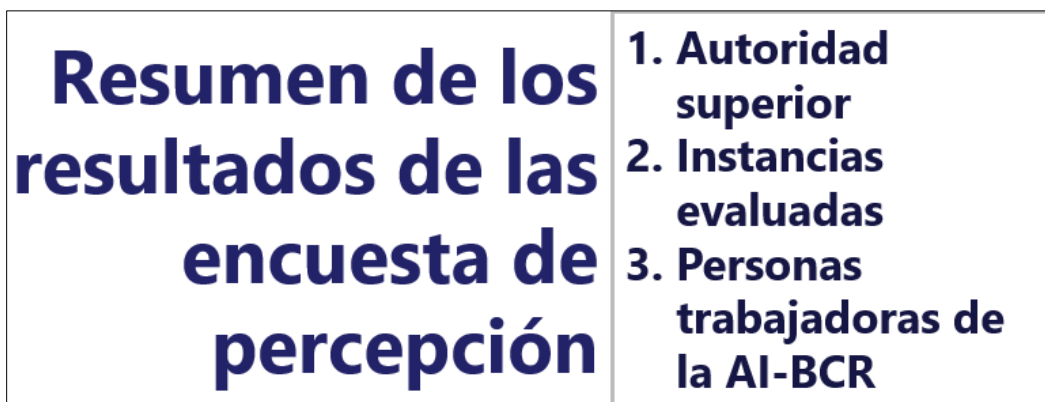 Resumen de los
resultados de las
encuesta de
percepción
1. Autoridad
superior
2. Instancias
evaluadas
3. Personas
trabajadoras de
la AI-BCR